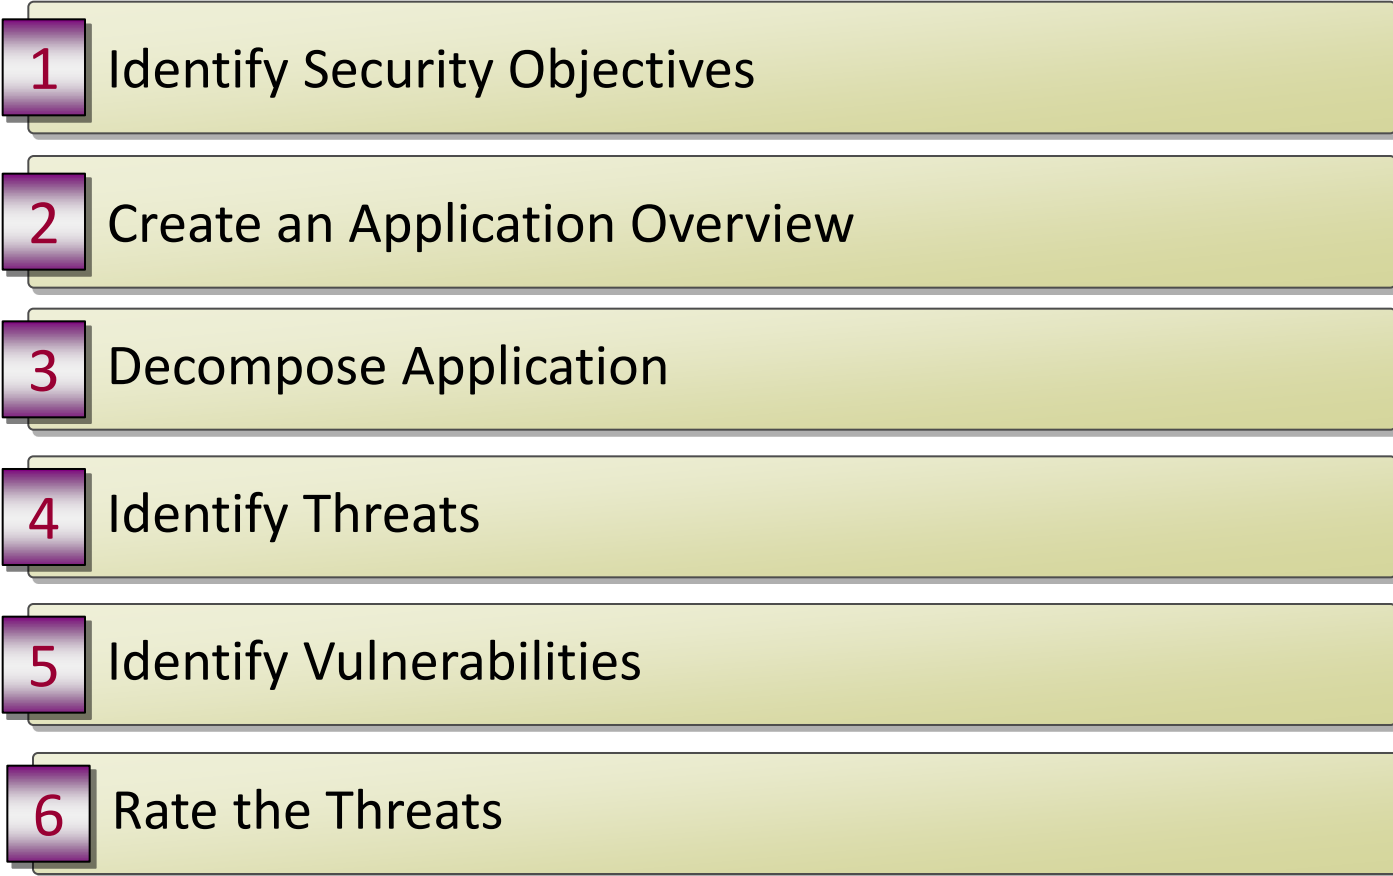 1 Identify Security Objectives
2 Create an Application Overview
3 Decompose Application
4 Identify Threats
5 Identify Vulnerabilities
6 Rate the Threats